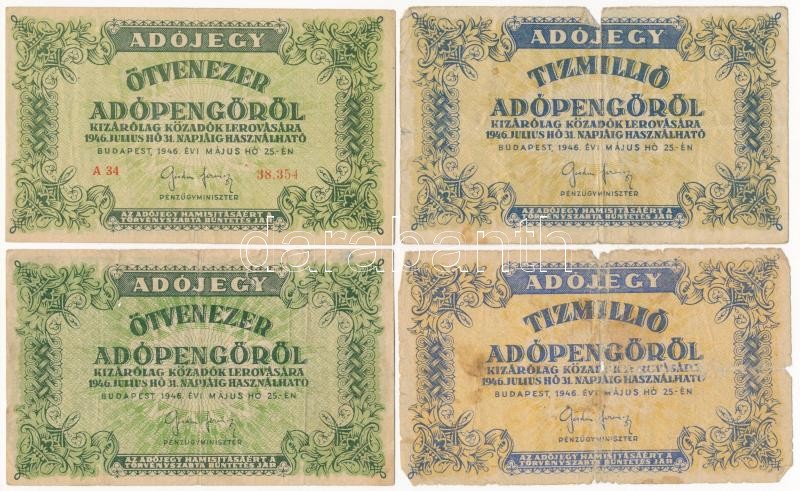 ADÓJEGY
ÖTVENEZER
ADÓPENGŐRŐL
KIZÁRÓLAG KÖZADÓK LEROVÁSÁRA
1946. JULIUS HÓ 31. NAPJÁIG HASZNÁLHATÓ
BUDAPEST, 1946. ÉVI MÁJUS HÓ 25.-ÉN
A 34 38.354
PÉNZÜGYMINISZTER
AZ ADÓJEGY HAMISITÁSÁÉRT A
TÖRVÉNYSZABTA BÜNTETÉS JÁR
ADÓJEGY
TIZMILLIÓ
ADÓPENGŐRŐL
KIZÁRÓLAG KÖZADÓK LEROVÁSÁRA
1946. JULIUS HÓ 31. NAPJÁIG HASZNÁLHATÓ
BUDAPEST, 1946. ÉVI MÁJUS HÓ 25.-ÉN
PÉNZÜGYMINISZTER
AZ ADÓJEGY HAMISITÁSÁÉRT A
TÖRVÉNYSZABTA BÜNTETÉS JÁR
darabanth
ADÓJEGY
ÖTVENEZER
ADÓPENGŐRŐL
KIZÁRÓLAG KÖZADÓK LEROVÁSÁRA
1946. JULIUS HÓ 31. NAPJÁIG HASZNÁLHATÓ
BUDAPEST, 1946. ÉVI MÁJUS HÓ 25.-ÉN
PÉNZÜGYMINISZTER
AZ ADÓJEGY HAMISITÁSÁÉRT A
TÖRVÉNYSZABTA BÜNTETÉS JÁR
ADÓJEGY
TIZMILLIÓ
ADÓPENGŐRŐL
KIZÁRÓLAG KÖZADÓK LEROVÁSÁRA
1946. JULIUS HÓ 31. NAPJÁIG HASZNÁLHATÓ
BUDAPEST, 1946. ÉVI MÁJUS HÓ 25.-ÉN
PÉNZÜGYMINISZTER
AZ ADÓJEGY HAMISITÁSÁÉRT A
TÖRVÉNYSZABTA BÜNTETÉS JÁR